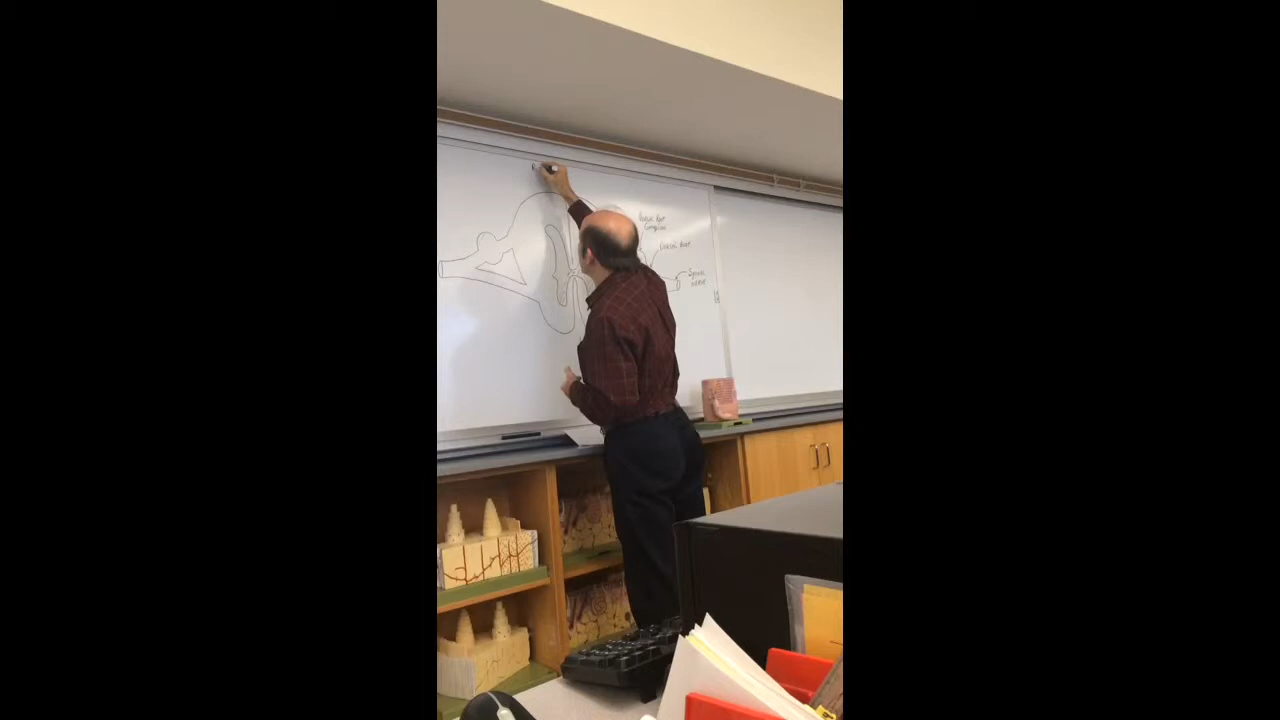 Dorsal Root
Ganglion
Dorsal Root
Spinal
nerve